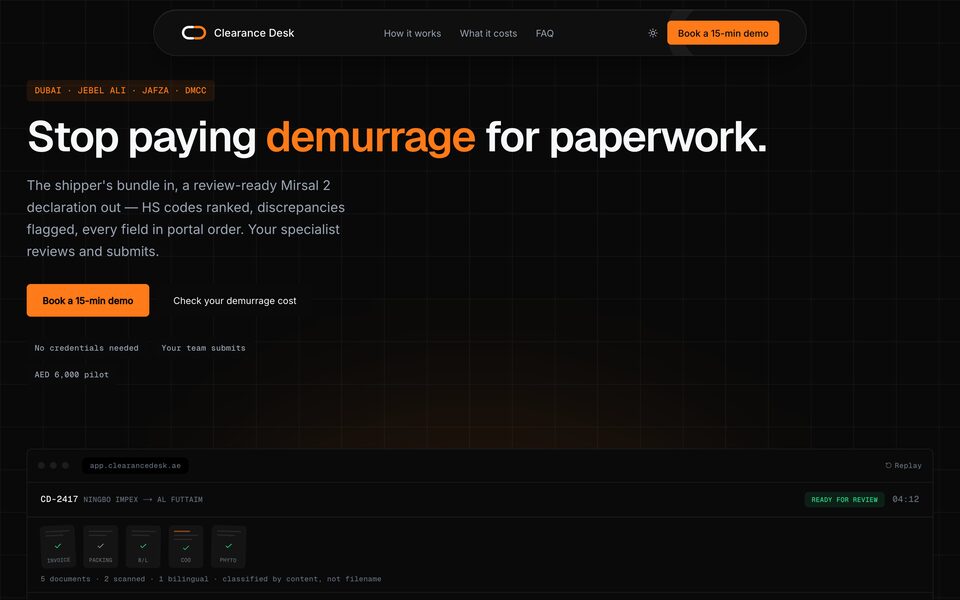 Clearance Desk
How it works
What it costs
FAQ
Book a 15-min demo
DUBAI · JEBEL ALI · JAFZA · DMCC
Stop paying demurrage for paperwork.
The shipper's bundle in, a review-ready Mirsal 2
declaration out — HS codes ranked, discrepancies
flagged, every field in portal order. Your specialist
reviews and submits.
Book a 15-min demo
Check your demurrage cost
No credentials needed
Your team submits
AED 6,000 pilot
app.clearancedesk.ae
Replay
CD-2417 NINGBO IMPEX → AL FUTTAIM
READY FOR REVIEW 04:12
INVOICE
PACKING
B/L
COO
PHYTO
5 documents · 2 scanned · 1 bilingual · classified by content, not filename